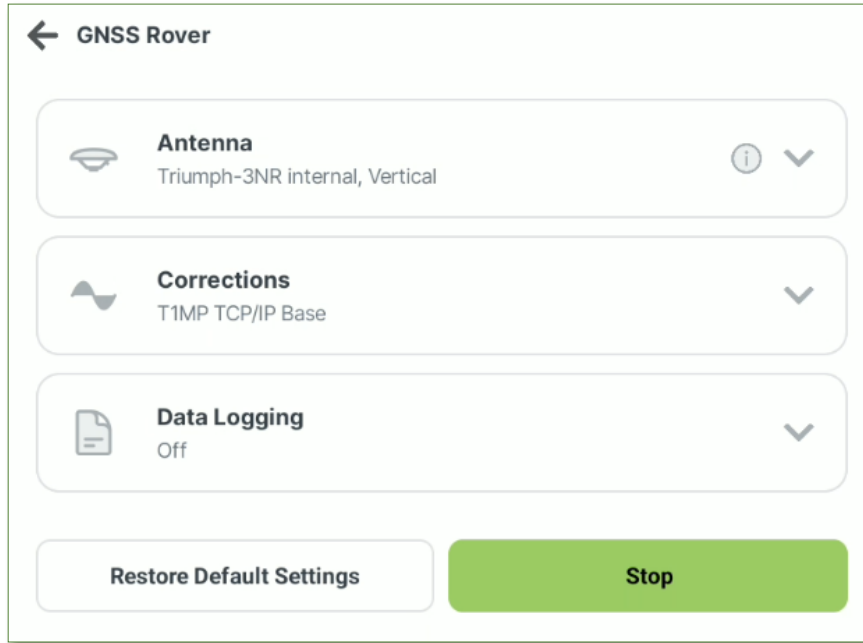 GNSS Rover
Antenna
Triumph-3NR internal, Vertical
Corrections
T1MP TCP/IP Base
Data Logging
Off
Restore Default Settings
Stop